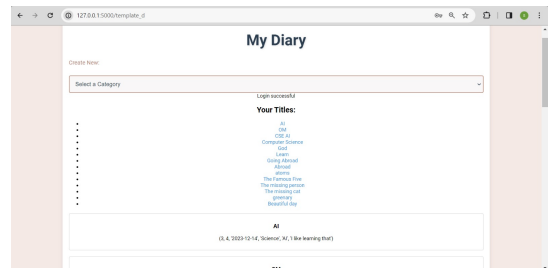 127.0.0.1:5000/template_d
My Diary
Create New:
Select a Category
Login successful
Your Titles:
AI
OM
CSE AI
Computer Science
God
Learn
Going Abroad
Abroad
atoms
The Famous Five
The missing person
The missing cat
greenary
Beautiful day
AI
(3, 4, '2023-12-14', 'Science', 'AI', 'I like learning that')